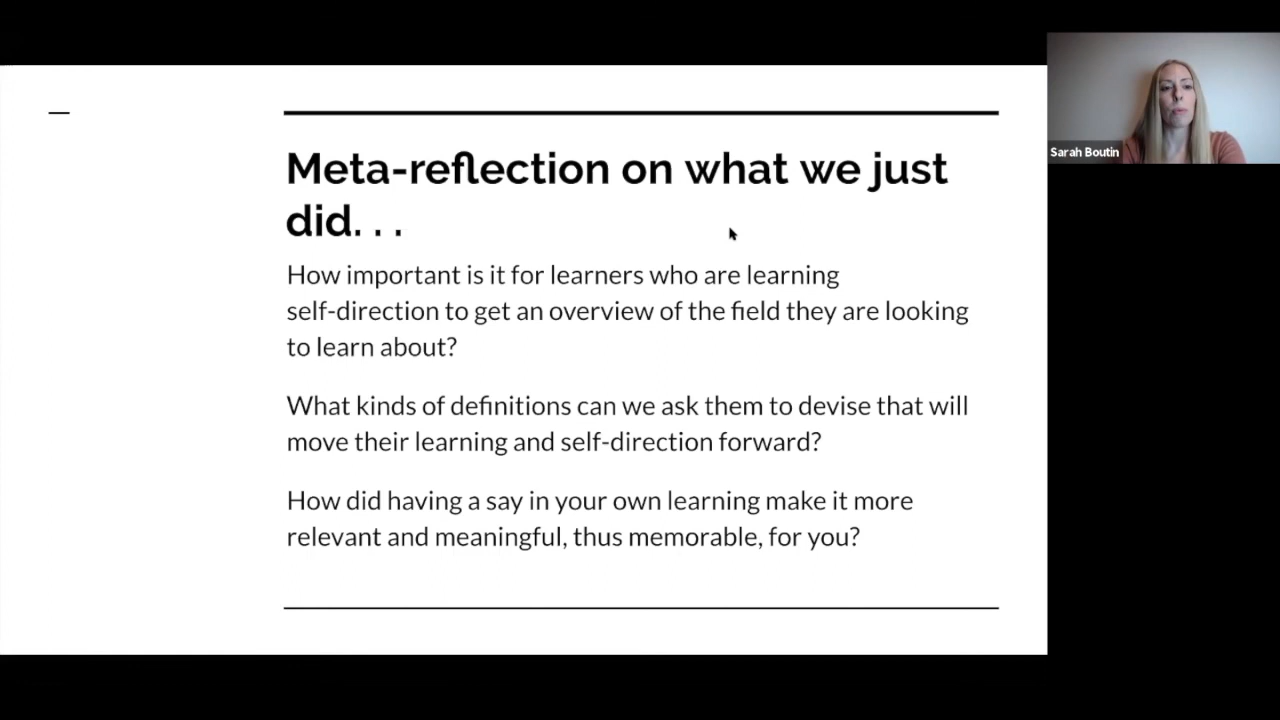 Meta-reflection on what we just
did. . .
How important is it for learners who are learning
self-direction to get an overview of the field they are looking
to learn about?
What kinds of definitions can we ask them to devise that will
move their learning and self-direction forward?
How did having a say in your own learning make it more
relevant and meaningful, thus memorable, for you?
Sarah Boutin